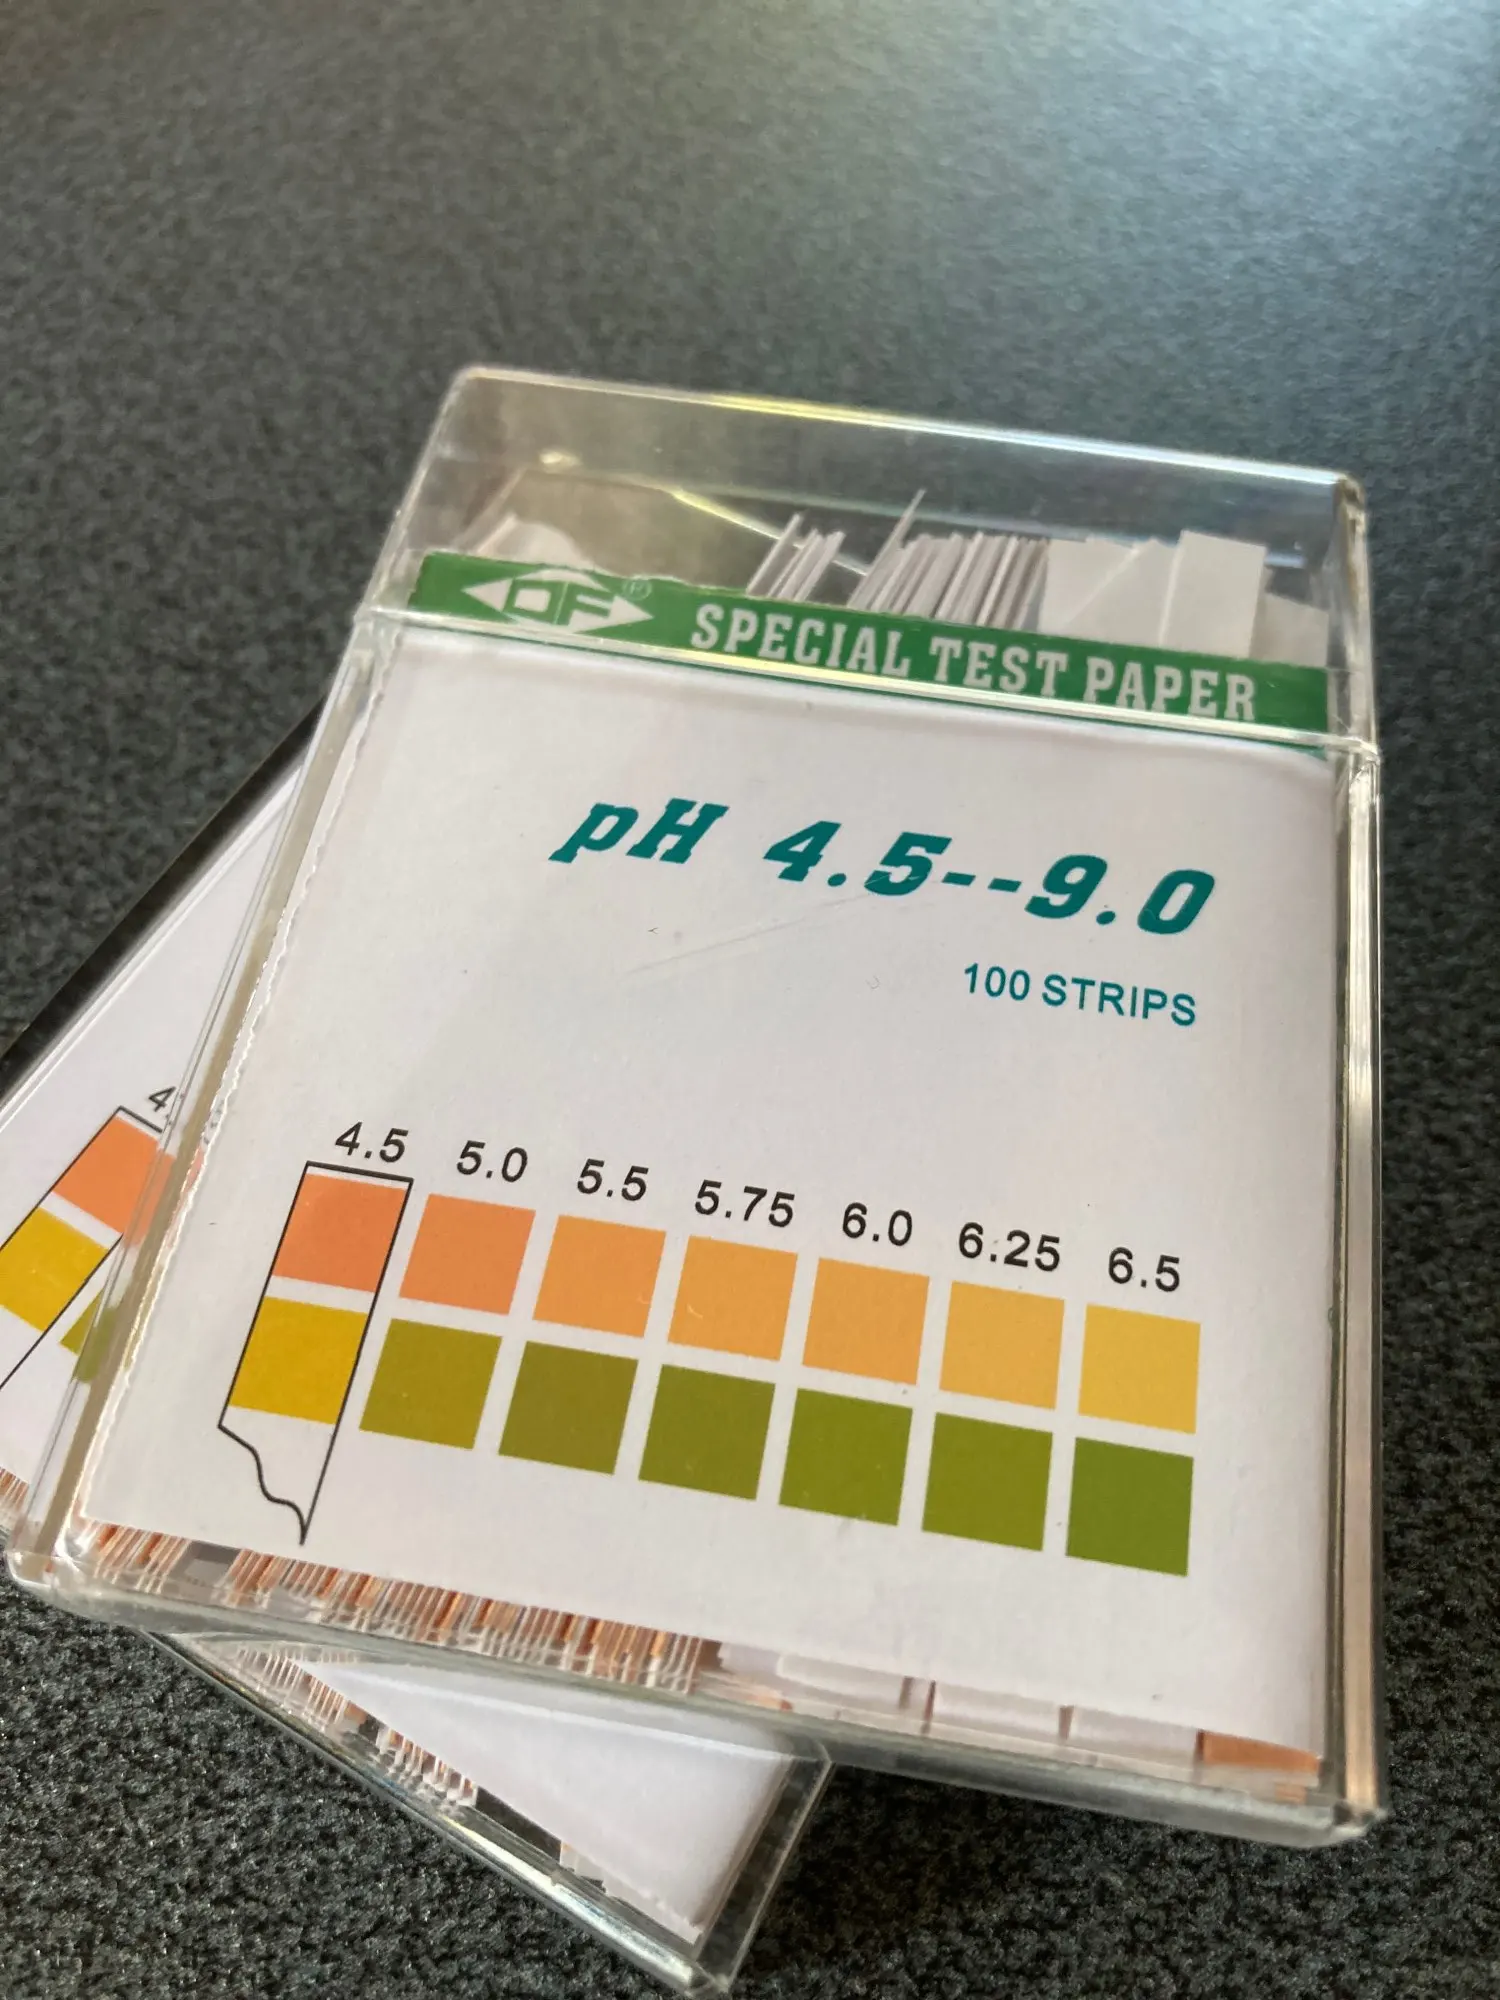 DF®
SPECIAL TEST PAPER
pH 4.5--9.0
100 STRIPS
4.5 5.0 5.5 5.75 6.0 6.25 6.5
4.